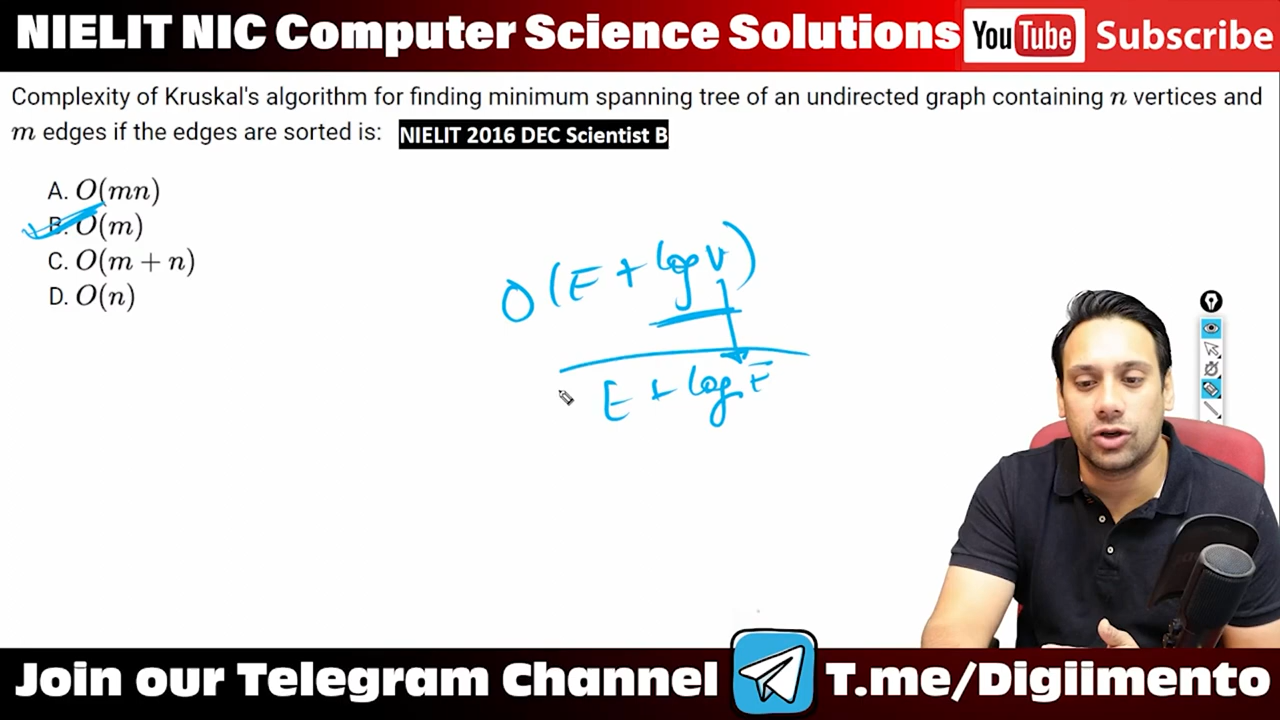 NIELIT NIC Computer Science Solutions YouTube Subscribe
Complexity of Kruskal's algorithm for finding minimum spanning tree of an undirected graph containing n vertices and
m edges if the edges are sorted is: NIELIT 2016 DEC Scientist B
A. O(mn)
B. O(m)
C. O(m + n)
D. O(n)
O(E + log V)
E + log E
Join our Telegram Channel T.me/Digiimento